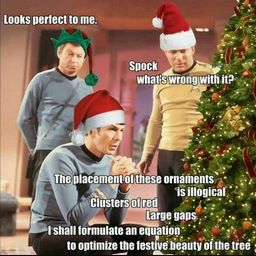 Looks perfect to me.
Spock
what's wrong with it?
The placement of these ornaments
is illogical
Clusters of red
Large gaps
I shall formulate an equation
to optimize the festive beauty of the tree